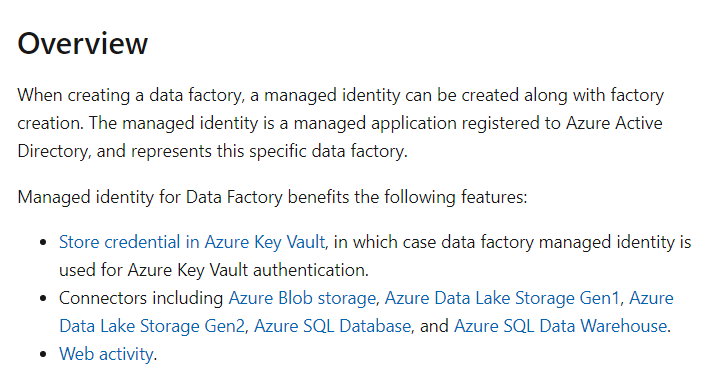 Overview
When creating a data factory, a managed identity can be created along with factory
creation. The managed identity is a managed application registered to Azure Active
Directory, and represents this specific data factory.
Managed identity for Data Factory benefits the following features:
• Store credential in Azure Key Vault, in which case data factory managed identity is
used for Azure Key Vault authentication.
• Connectors including Azure Blob storage, Azure Data Lake Storage Gen1, Azure
Data Lake Storage Gen2, Azure SQL Database, and Azure SQL Data Warehouse.
• Web activity.